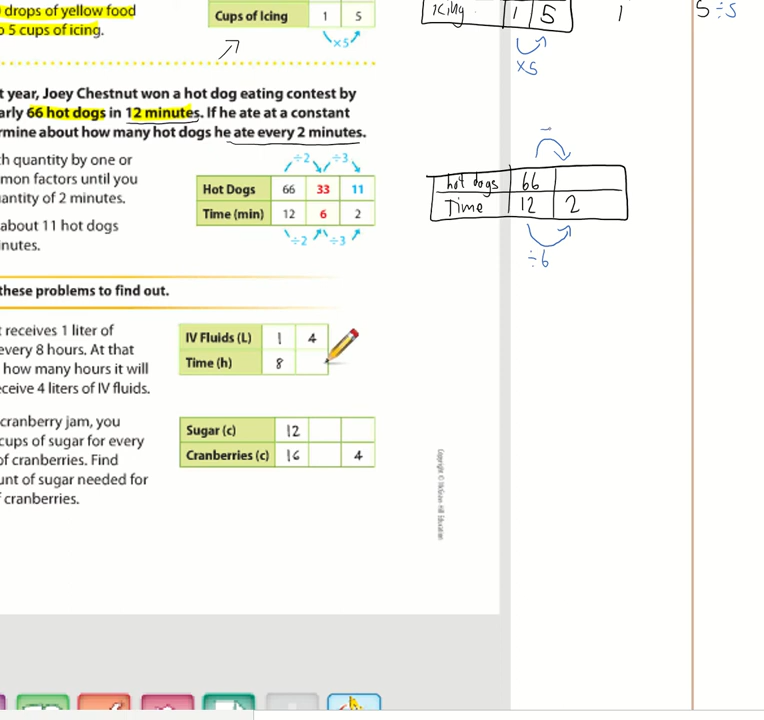 drops of yellow food
5 cups of icing.
Cups of Icing 1 5
×5
icing 1 5 1 5 ÷5
×5
t year, Joey Chestnut won a hot dog eating contest by
arly 66 hot dogs in 12 minutes. If he ate at a constant
rmine about how many hot dogs he ate every 2 minutes.
h quantity by one or
mon factors until you
antity of 2 minutes.
about 11 hot dogs
nutes.
÷2 ÷3
Hot Dogs 66 33 11
Time (min) 12 6 2
÷2 ÷3
hot dogs 66
Time 12 2
÷6
these problems to find out.
t receives 1 liter of
every 8 hours. At that
how many hours it will
ceive 4 liters of IV fluids.
IV Fluids (L) 1 4
Time (h) 8
cranberry jam, you
cups of sugar for every
of cranberries. Find
unt of sugar needed for
cranberries.
Sugar (c) 12
Cranberries (c) 16 4
Copyright © McGraw-Hill Education